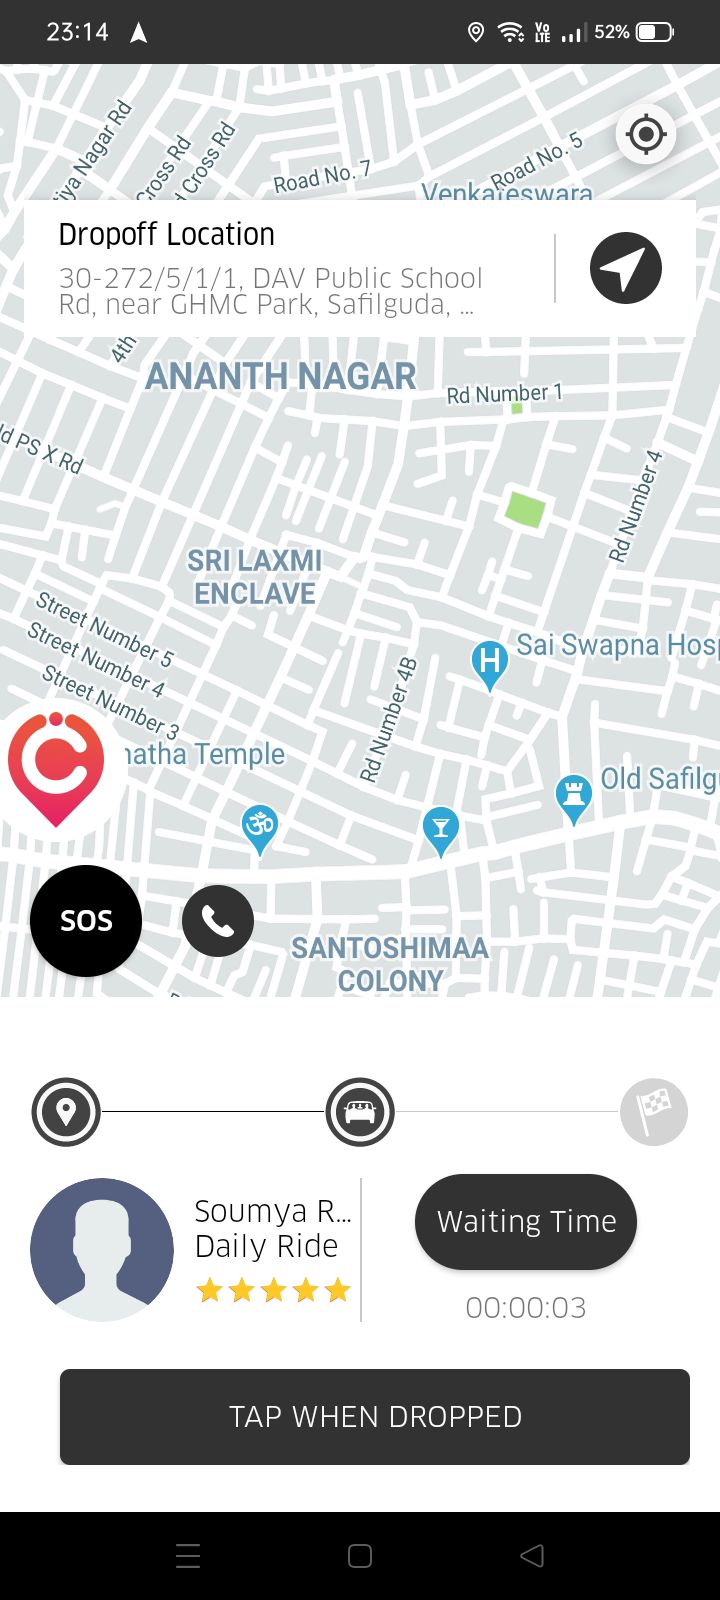 23:14
Vo
LTE
52%
tiya Nagar Rd
Cross Rd
d Cross Rd
Road No. 7
Road No. 5
Venkateswara
Dropoff Location
30-272/5/1/1, DAV Public School
Rd, near GHMC Park, Safilguda, ...
4th
ANANTH NAGAR
Rd Number 1
ld PS X Rd
Rd Number 4
SRI LAXMI
ENCLAVE
Street Number 5
Street Number 4
Street Number 3
Sai Swapna Hosp
H
Rd Number 4B
natha Temple
Old Safilgu
ॐ
SOS
SANTOSHIMAA
COLONY
Soumya R...
Daily Ride
Waiting Time
00:00:03
TAP WHEN DROPPED